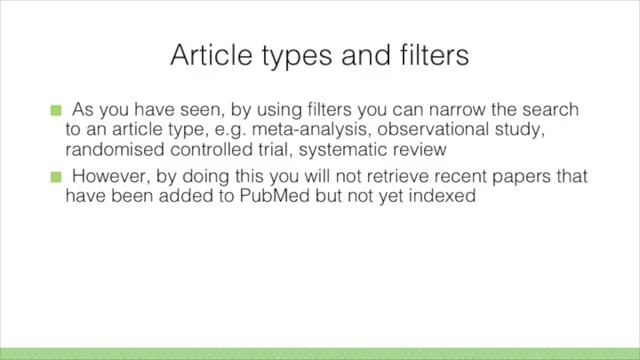 Article types and filters
As you have seen, by using filters you can narrow the search
to an article type, e.g. meta-analysis, observational study,
randomised controlled trial, systematic review
However, by doing this you will not retrieve recent papers that
have been added to PubMed but not yet indexed